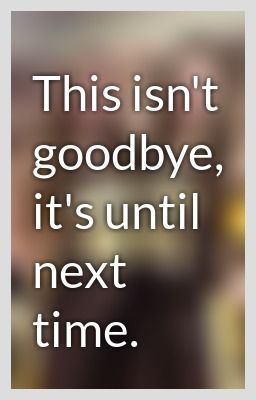 This isn't
goodbye,
it's until
next
time.